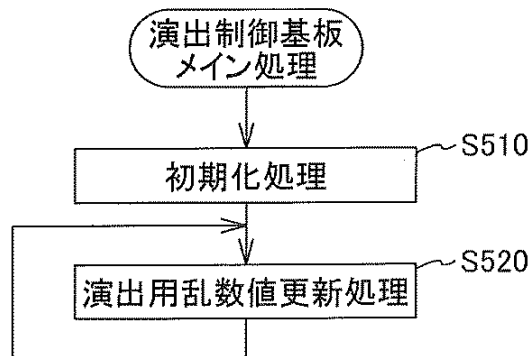 演出制御基板
メイン処理
S510
初期化処理
S520
演出用乱数値更新処理